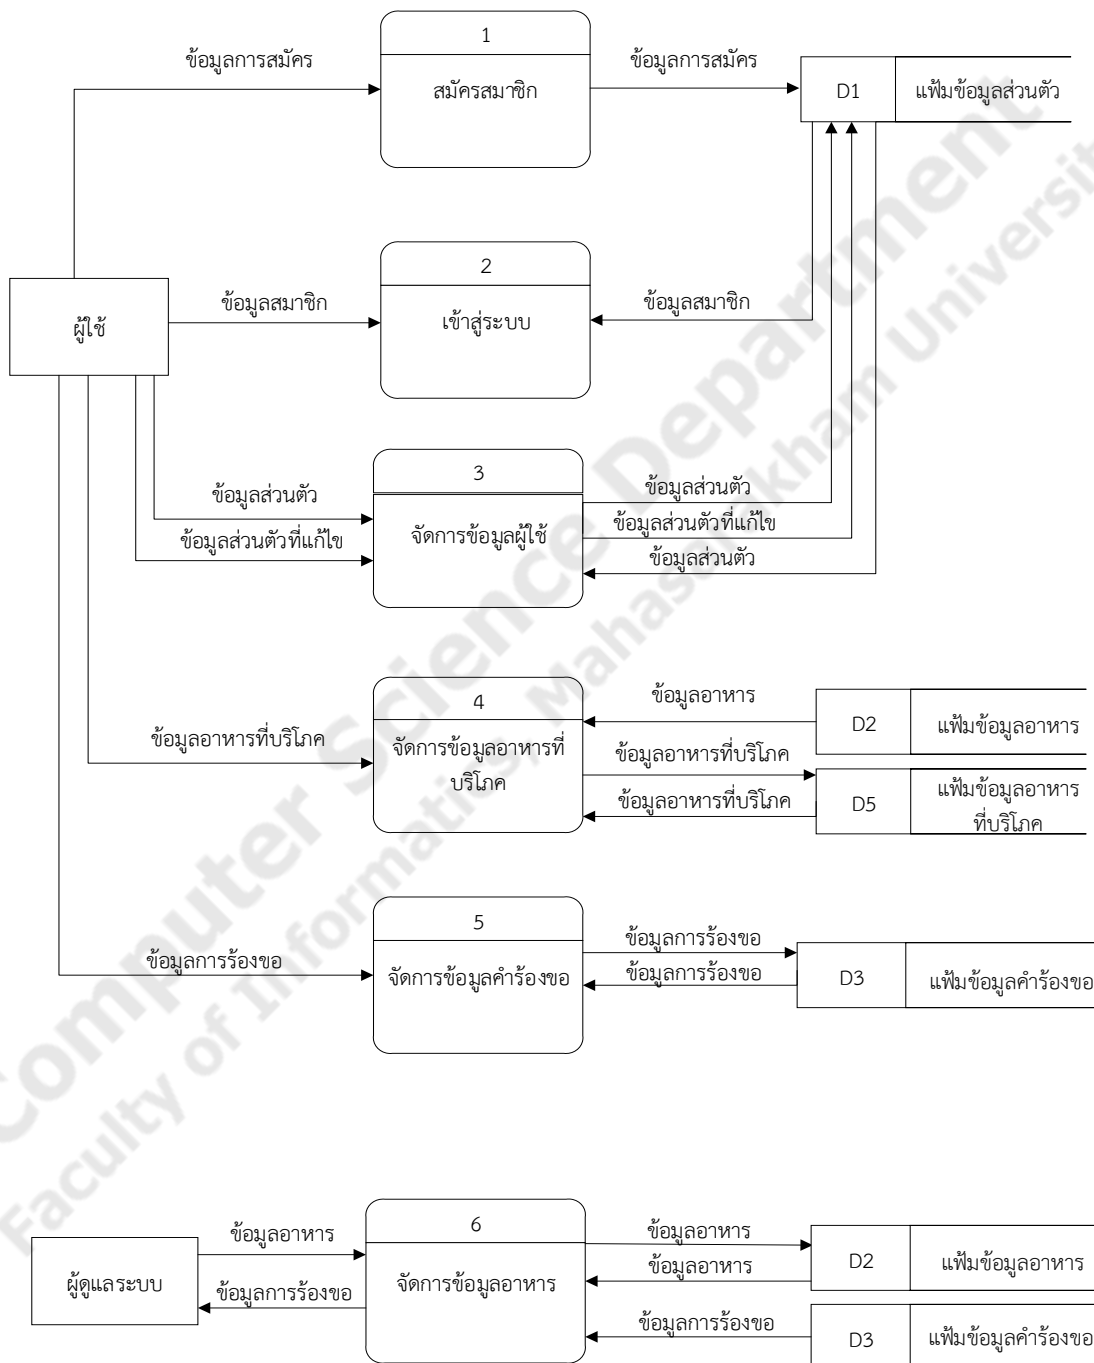 1
ข้อมูลการสมัคร
ข้อมูลการสมัคร
สมัครสมาชิก
D1
แฟ้มข้อมูลส่วนตัว
2
ข้อมูลสมาชิก
ข้อมูลสมาชิก
ผู้ใช้
เข้าสู่ระบบ
3
ข้อมูลส่วนตัว
ข้อมูลส่วนตัว
ข้อมูลส่วนตัวที่แก้ไข
จัดการข้อมูลผู้ใช้
ข้อมูลส่วนตัวที่แก้ไข
ข้อมูลส่วนตัว
4
ข้อมูลอาหาร
D2
แฟ้มข้อมูลอาหาร
ข้อมูลอาหารที่บริโภค
จัดการข้อมูลอาหารที่
บริโภค
ข้อมูลอาหารที่บริโภค
ข้อมูลอาหารที่บริโภค
D5
แฟ้มข้อมูลอาหาร
ที่บริโภค
5
ข้อมูลการร้องขอ
ข้อมูลการร้องขอ
จัดการข้อมูลคำร้องขอ
ข้อมูลการร้องขอ
D3
แฟ้มข้อมูลคำร้องขอ
6
ข้อมูลอาหาร
ข้อมูลอาหาร
ผู้ดูแลระบบ
จัดการข้อมูลอาหาร
ข้อมูลอาหาร
D2
แฟ้มข้อมูลอาหาร
ข้อมูลการร้องขอ
ข้อมูลการร้องขอ
D3
แฟ้มข้อมูลคำร้องขอ
Computer Science Department
Faculty of Informatics, Mahasarakham Universit